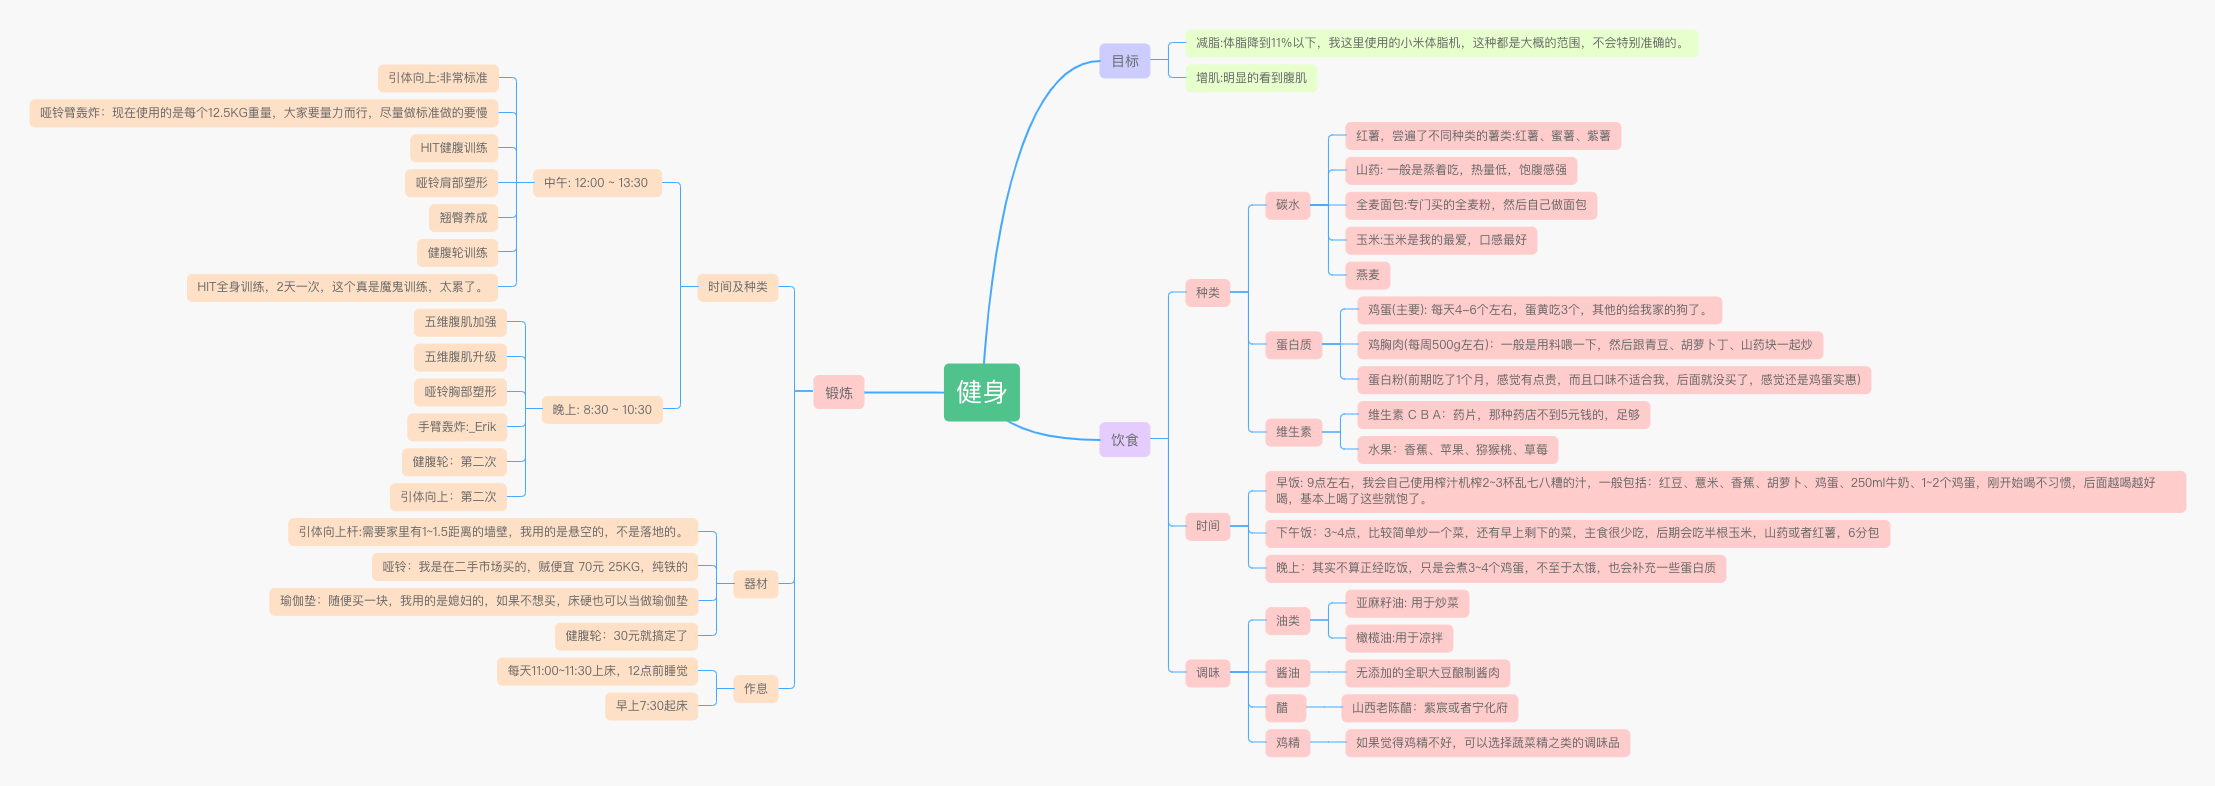 健身
目标
减脂:体脂降到11%以下，我这里使用的小米体脂机，这种都是大概的范围，不会特别准确的。
增肌:明显的看到腹肌
饮食
种类
碳水
红薯，尝遍了不同种类的薯类:红薯、蜜薯、紫薯
山药: 一般是蒸着吃，热量低，饱腹感强
全麦面包:专门买的全麦粉，然后自己做面包
玉米:玉米是我的最爱，口感最好
燕麦
蛋白质
鸡蛋(主要): 每天4-6个左右，蛋黄吃3个，其他的给我家的狗了。
鸡胸肉(每周500g左右)：一般是用料喂一下，然后跟青豆、胡萝卜丁、山药块一起炒
蛋白粉(前期吃了1个月，感觉有点贵，而且口味不适合我，后面就没买了，感觉还是鸡蛋实惠)
维生素
维生素 C B A：药片，那种药店不到5元钱的，足够
水果：香蕉、苹果、猕猴桃、草莓
时间
早饭: 9点左右，我会自己使用榨汁机榨2~3杯乱七八糟的汁，一般包括：红豆、薏米、香蕉、胡萝卜、鸡蛋、250ml牛奶、1~2个鸡蛋，刚开始喝不习惯，后面越喝越好
喝，基本上喝了这些就饱了。
下午饭：3~4点，比较简单炒一个菜，还有早上剩下的菜，主食很少吃，后期会吃半根玉米，山药或者红薯，6分包
晚上：其实不算正经吃饭，只是会煮3~4个鸡蛋，不至于太饿，也会补充一些蛋白质
调味
油类
亚麻籽油: 用于炒菜
橄榄油:用于凉拌
酱油
无添加的全职大豆酿制酱肉
醋
山西老陈醋：紫宸或者宁化府
鸡精
如果觉得鸡精不好，可以选择蔬菜精之类的调味品
锻炼
时间及种类
中午: 12:00 ~ 13:30
引体向上:非常标准
哑铃臂轰炸：现在使用的是每个12.5KG重量，大家要量力而行，尽量做标准做的要慢
HIT健腹训练
哑铃肩部塑形
翘臀养成
健腹轮训练
HIT全身训练，2天一次，这个真是魔鬼训练，太累了。
晚上: 8:30 ~ 10:30
五维腹肌加强
五维腹肌升级
哑铃胸部塑形
手臂轰炸:_Erik
健腹轮：第二次
引体向上：第二次
器材
引体向上杆:需要家里有1~1.5距离的墙壁，我用的是悬空的，不是落地的。
哑铃：我是在二手市场买的，贼便宜 70元 25KG，纯铁的
瑜伽垫：随便买一块，我用的是媳妇的，如果不想买，床硬也可以当做瑜伽垫
健腹轮：30元就搞定了
作息
每天11:00~11:30上床，12点前睡觉
早上7:30起床